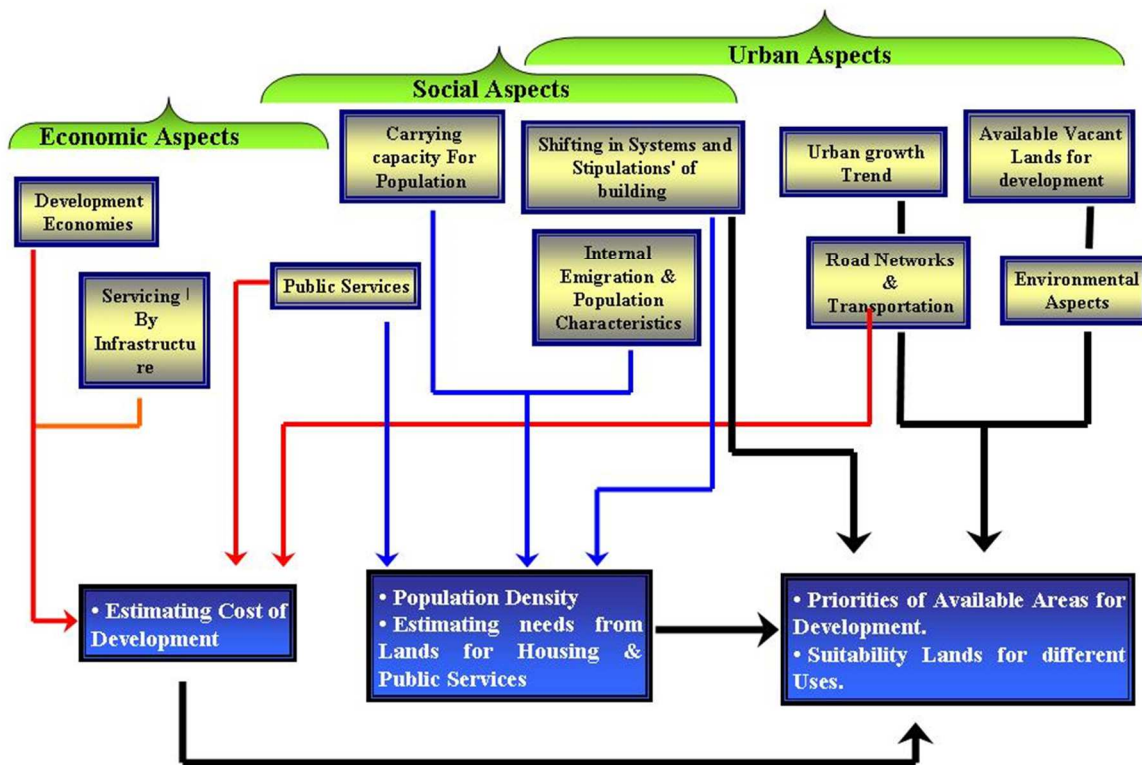 Urban Aspects
Social Aspects
Economic Aspects
Carrying
capacity For
Population
Shifting in Systems and
Stipulations' of
building
Urban growth
Trend
Available Vacant
Lands for
development
Development
Economies
Servicing
By
Infrastructu
re
Public Services
Internal
Emigration &
Population
Characteristics
Road Networks
&
Transportation
Environmental
Aspects
• Estimating Cost of
Development
• Population Density
• Estimating needs from
Lands for Housing &
Public Services
• Priorities of Available Areas for
Development.
• Suitability Lands for different
Uses.